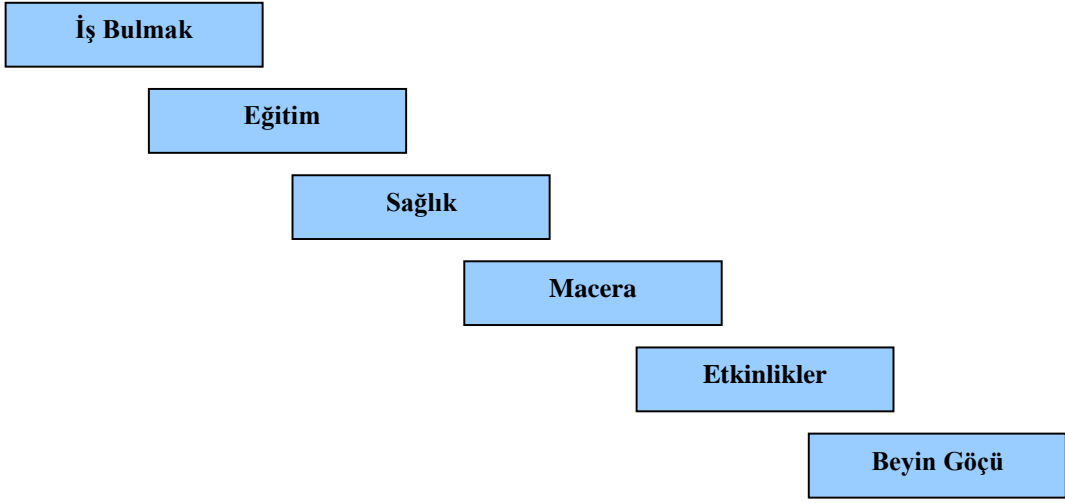 İş Bulmak
Eğitim
Sağlık
Macera
Etkinlikler
Beyin Göçü